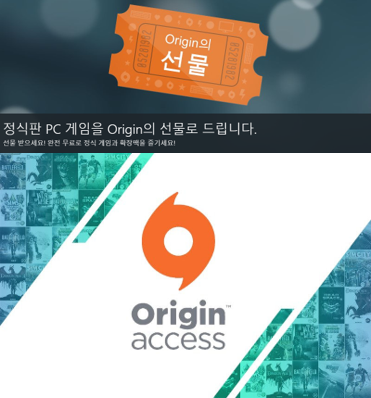 Origin의
선물
정식판 PC 게임을 Origin의 선물로 드립니다.
선물 받으세요! 완전 무료로 정식 게임과 확장팩을 즐기세요!
Origin™
access